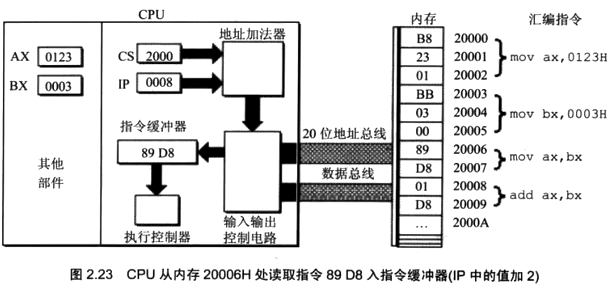 CPU
内存
汇编指令
AX 0123
BX 0003
其他
部件
CS 2000
IP 0008
地址加法器
指令缓冲器
89 D8
执行控制器
输入输出
控制电路
20 位地址总线
数据总线
B8 20000
23 20001
01 20002
BB 20003
03 20004
00 20005
89 20006
D8 20007
01 20008
D8 20009
... 2000A
mov ax,0123H
mov bx,0003H
mov ax,bx
add ax,bx
图 2.23 CPU 从内存 20006H 处读取指令 89 D8 入指令缓冲器(IP 中的值加 2)